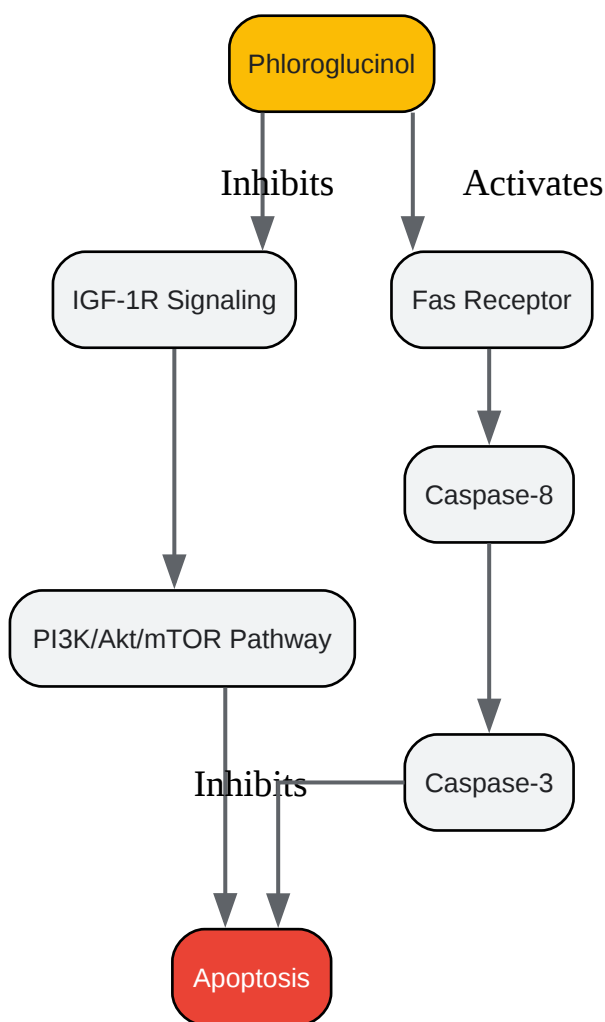 Phloroglucinol
Inhibits
Activates
IGF-1R Signaling
Fas Receptor
Caspase-8
PI3K/Akt/mTOR Pathway
Inhibits
Caspase-3
Apoptosis